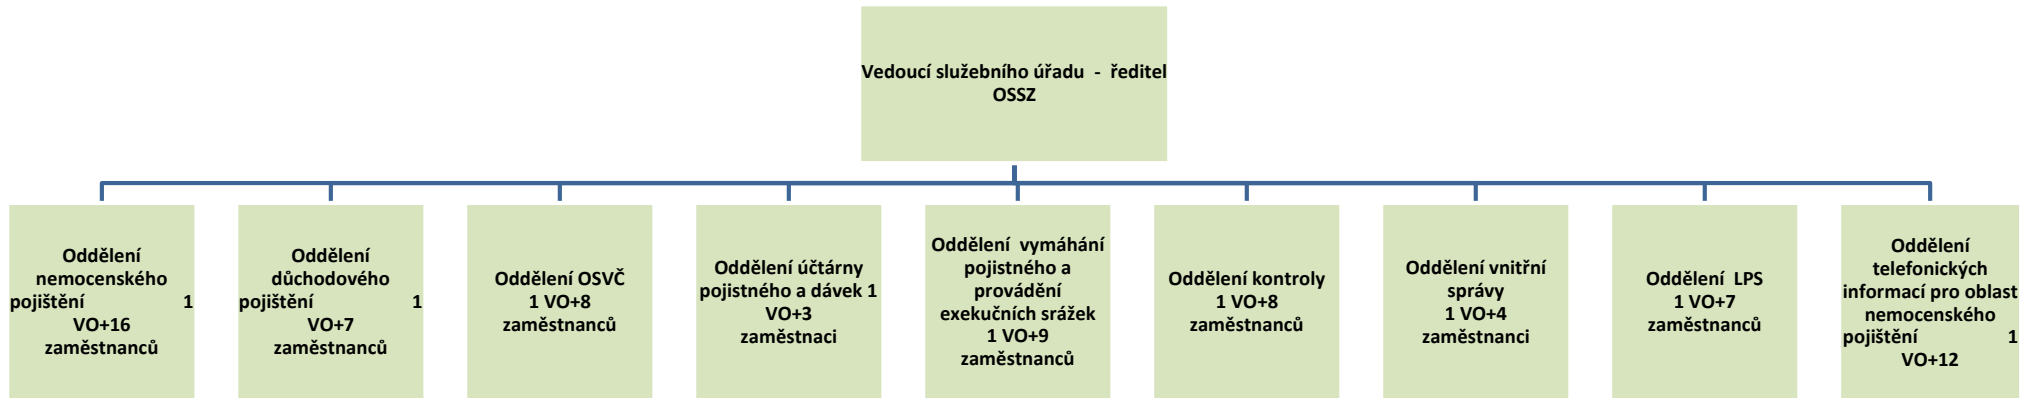 Vedoucí služebního úřadu - ředitel
OSSZ
Oddělení
nemocenského
pojištění 1
VO+16
zaměstnanců
Oddělení
důchodového
pojištění 1
VO+7
zaměstnanců
Oddělení OSVČ
1 VO+8
zaměstnanců
Oddělení účtárny
pojistného a dávek 1
VO+3
zaměstnaci
Oddělení vymáhání
pojistného a
provádění
exekučních srážek
1 VO+9
zaměstnanců
Oddělení kontroly
1 VO+8
zaměstnanců
Oddělení vnitřní
správy
1 VO+4
zaměstnanci
Oddělení LPS
1 VO+7
zaměstnanců
Oddělení
telefonických
informací pro oblast
nemocenského
pojištění 1
VO+12